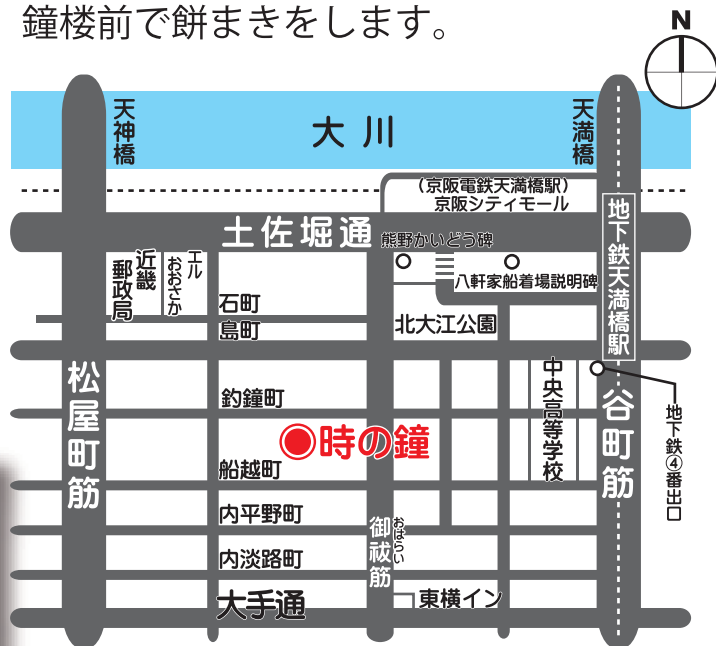 鐘楼前で餅まきをします。
N
天神橋
大川
天満橋
(京阪電鉄天満橋駅)
京阪シティモール
土佐堀通
熊野かいどう碑
地下鉄天満橋駅
近畿
郵政局
エル
おおさか
八軒家船着場説明碑
石町
島町
北大江公園
松屋町筋
釣鐘町
中央高等学校
谷町筋
地下鉄④番出口
時の鐘
船越町
内平野町
御祓筋
おはらい
内淡路町
大手通
東横イン